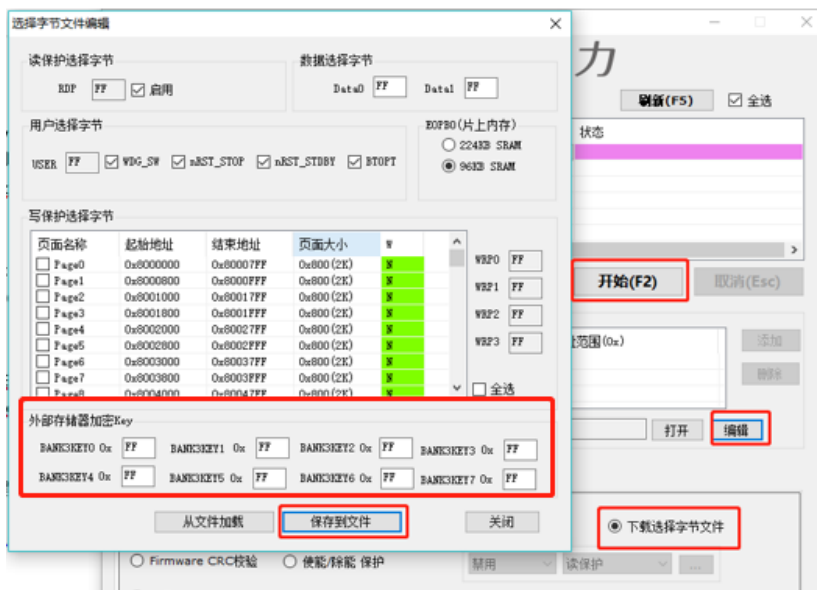 选择字节文件编辑
力
读保护选择字节
数据选择字节
RDP FF 启用
Data0 FF Data1 FF
刷新(F5) 全选
用户选择字节
EOPB0(片上内存)
状态
224KB SRAM
USER FF WDG_SW nRST_STOP nRST_STDBY BTOPT
96KB SRAM
写保护选择字节
页面名称 起始地址 结束地址 页面大小 W
Page0 0x8000000 0x80007FF 0x800(2K) N
WRP0 FF
Page1 0x8000800 0x8000FFF 0x800(2K) N
开始(F2) 取消(Esc)
Page2 0x8001000 0x80017FF 0x800(2K) N
WRP1 FF
Page3 0x8001800 0x8001FFF 0x800(2K) N
WRP2 FF
Page4 0x8002000 0x80027FF 0x800(2K) N
Page5 0x8002800 0x8002FFF 0x800(2K) N
WRP3 FF
范围(0x) 添加
Page6 0x8003000 0x80037FF 0x800(2K) N
Page7 0x8003800 0x8003FFF 0x800(2K) N
删除
Page8 0x8004000 0x80047FF 0x800(2K) N
全选
外部存储器加密Key
BANK3KEY0 0x FF BANK3KEY1 0x FF BANK3KEY2 0x FF BANK3KEY3 0x FF
打开 编辑
BANK3KEY4 0x FF BANK3KEY5 0x FF BANK3KEY6 0x FF BANK3KEY7 0x FF
从文件加载 保存到文件 关闭
下载选择字节文件
Firmware CRC校验 使能/除能 保护 禁用 读保护 ...